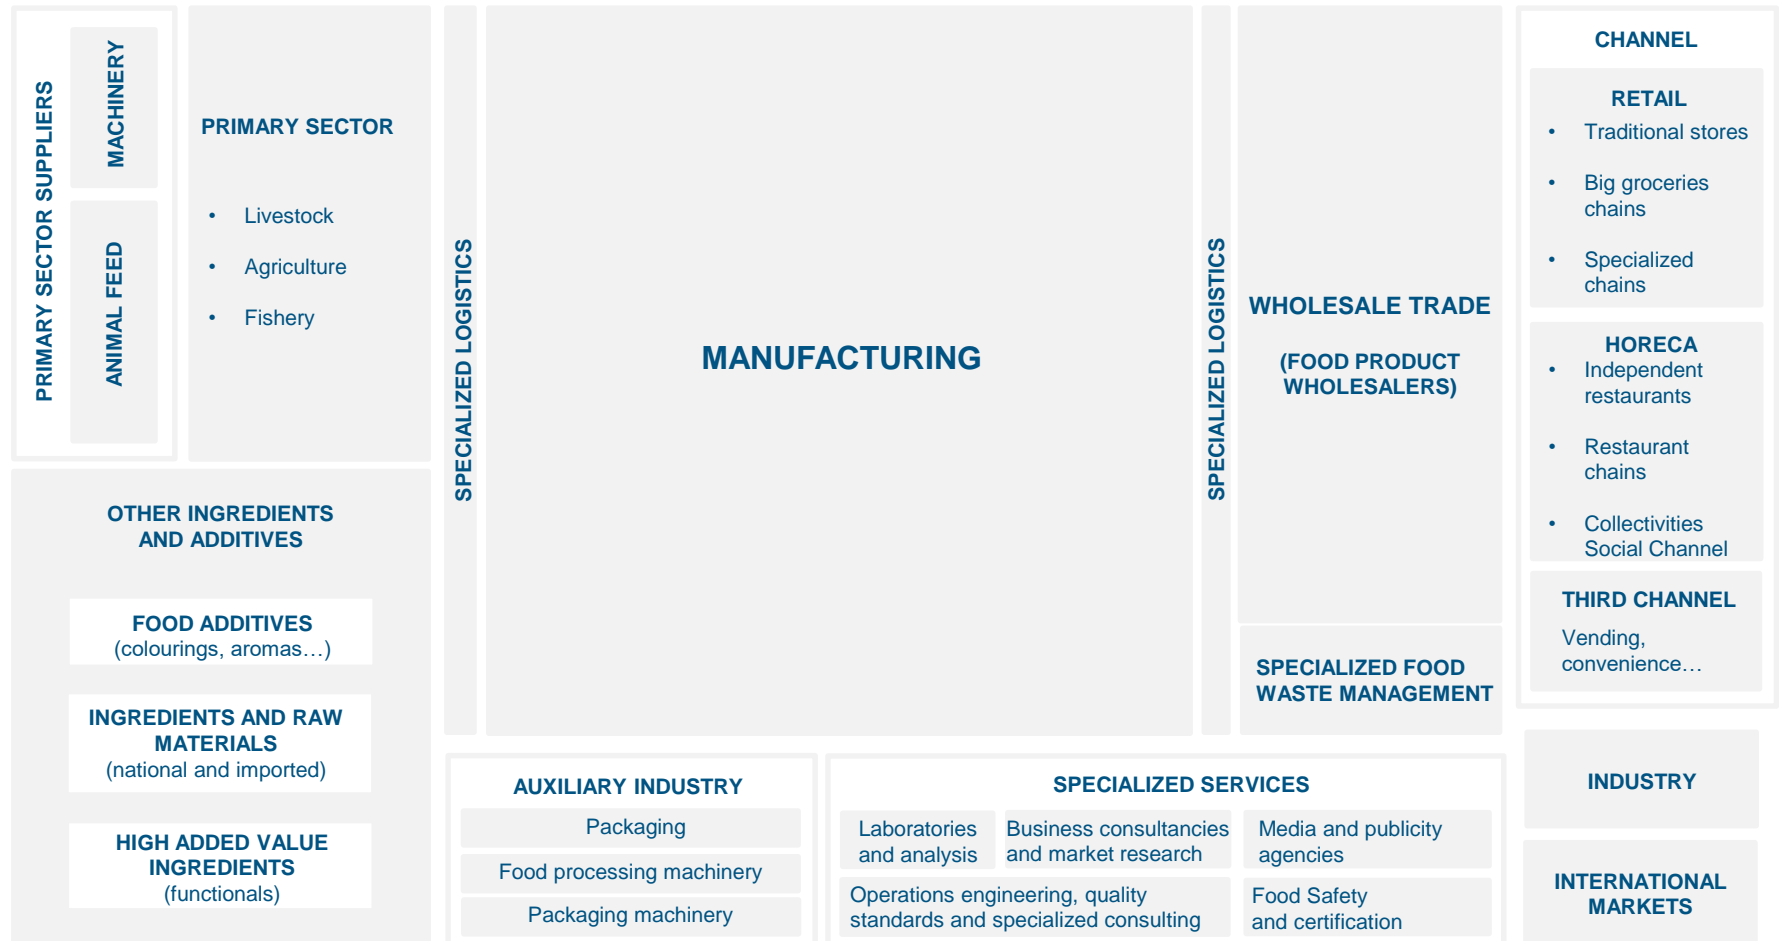 PRIMARY SECTOR SUPPLIERS
MACHINERY
ANIMAL FEED
PRIMARY SECTOR
• Livestock
• Agriculture
• Fishery
OTHER INGREDIENTS
AND ADDITIVES
FOOD ADDITIVES
(colourings, aromas…)
INGREDIENTS AND RAW
MATERIALS
(national and imported)
HIGH ADDED VALUE
INGREDIENTS
(functionals)
SPECIALIZED LOGISTICS
MANUFACTURING
SPECIALIZED LOGISTICS
WHOLESALE TRADE
(FOOD PRODUCT
WHOLESALERS)
SPECIALIZED FOOD
WASTE MANAGEMENT
AUXILIARY INDUSTRY
Packaging
Food processing machinery
Packaging machinery
SPECIALIZED SERVICES
Laboratories
and analysis
Business consultancies
and market research
Media and publicity
agencies
Operations engineering, quality
standards and specialized consulting
Food Safety
and certification
CHANNEL
RETAIL
• Traditional stores
• Big groceries
chains
• Specialized
chains
HORECA
• Independent
restaurants
• Restaurant
chains
• Collectivities
Social Channel
THIRD CHANNEL
Vending,
convenience…
INDUSTRY
INTERNATIONAL
MARKETS